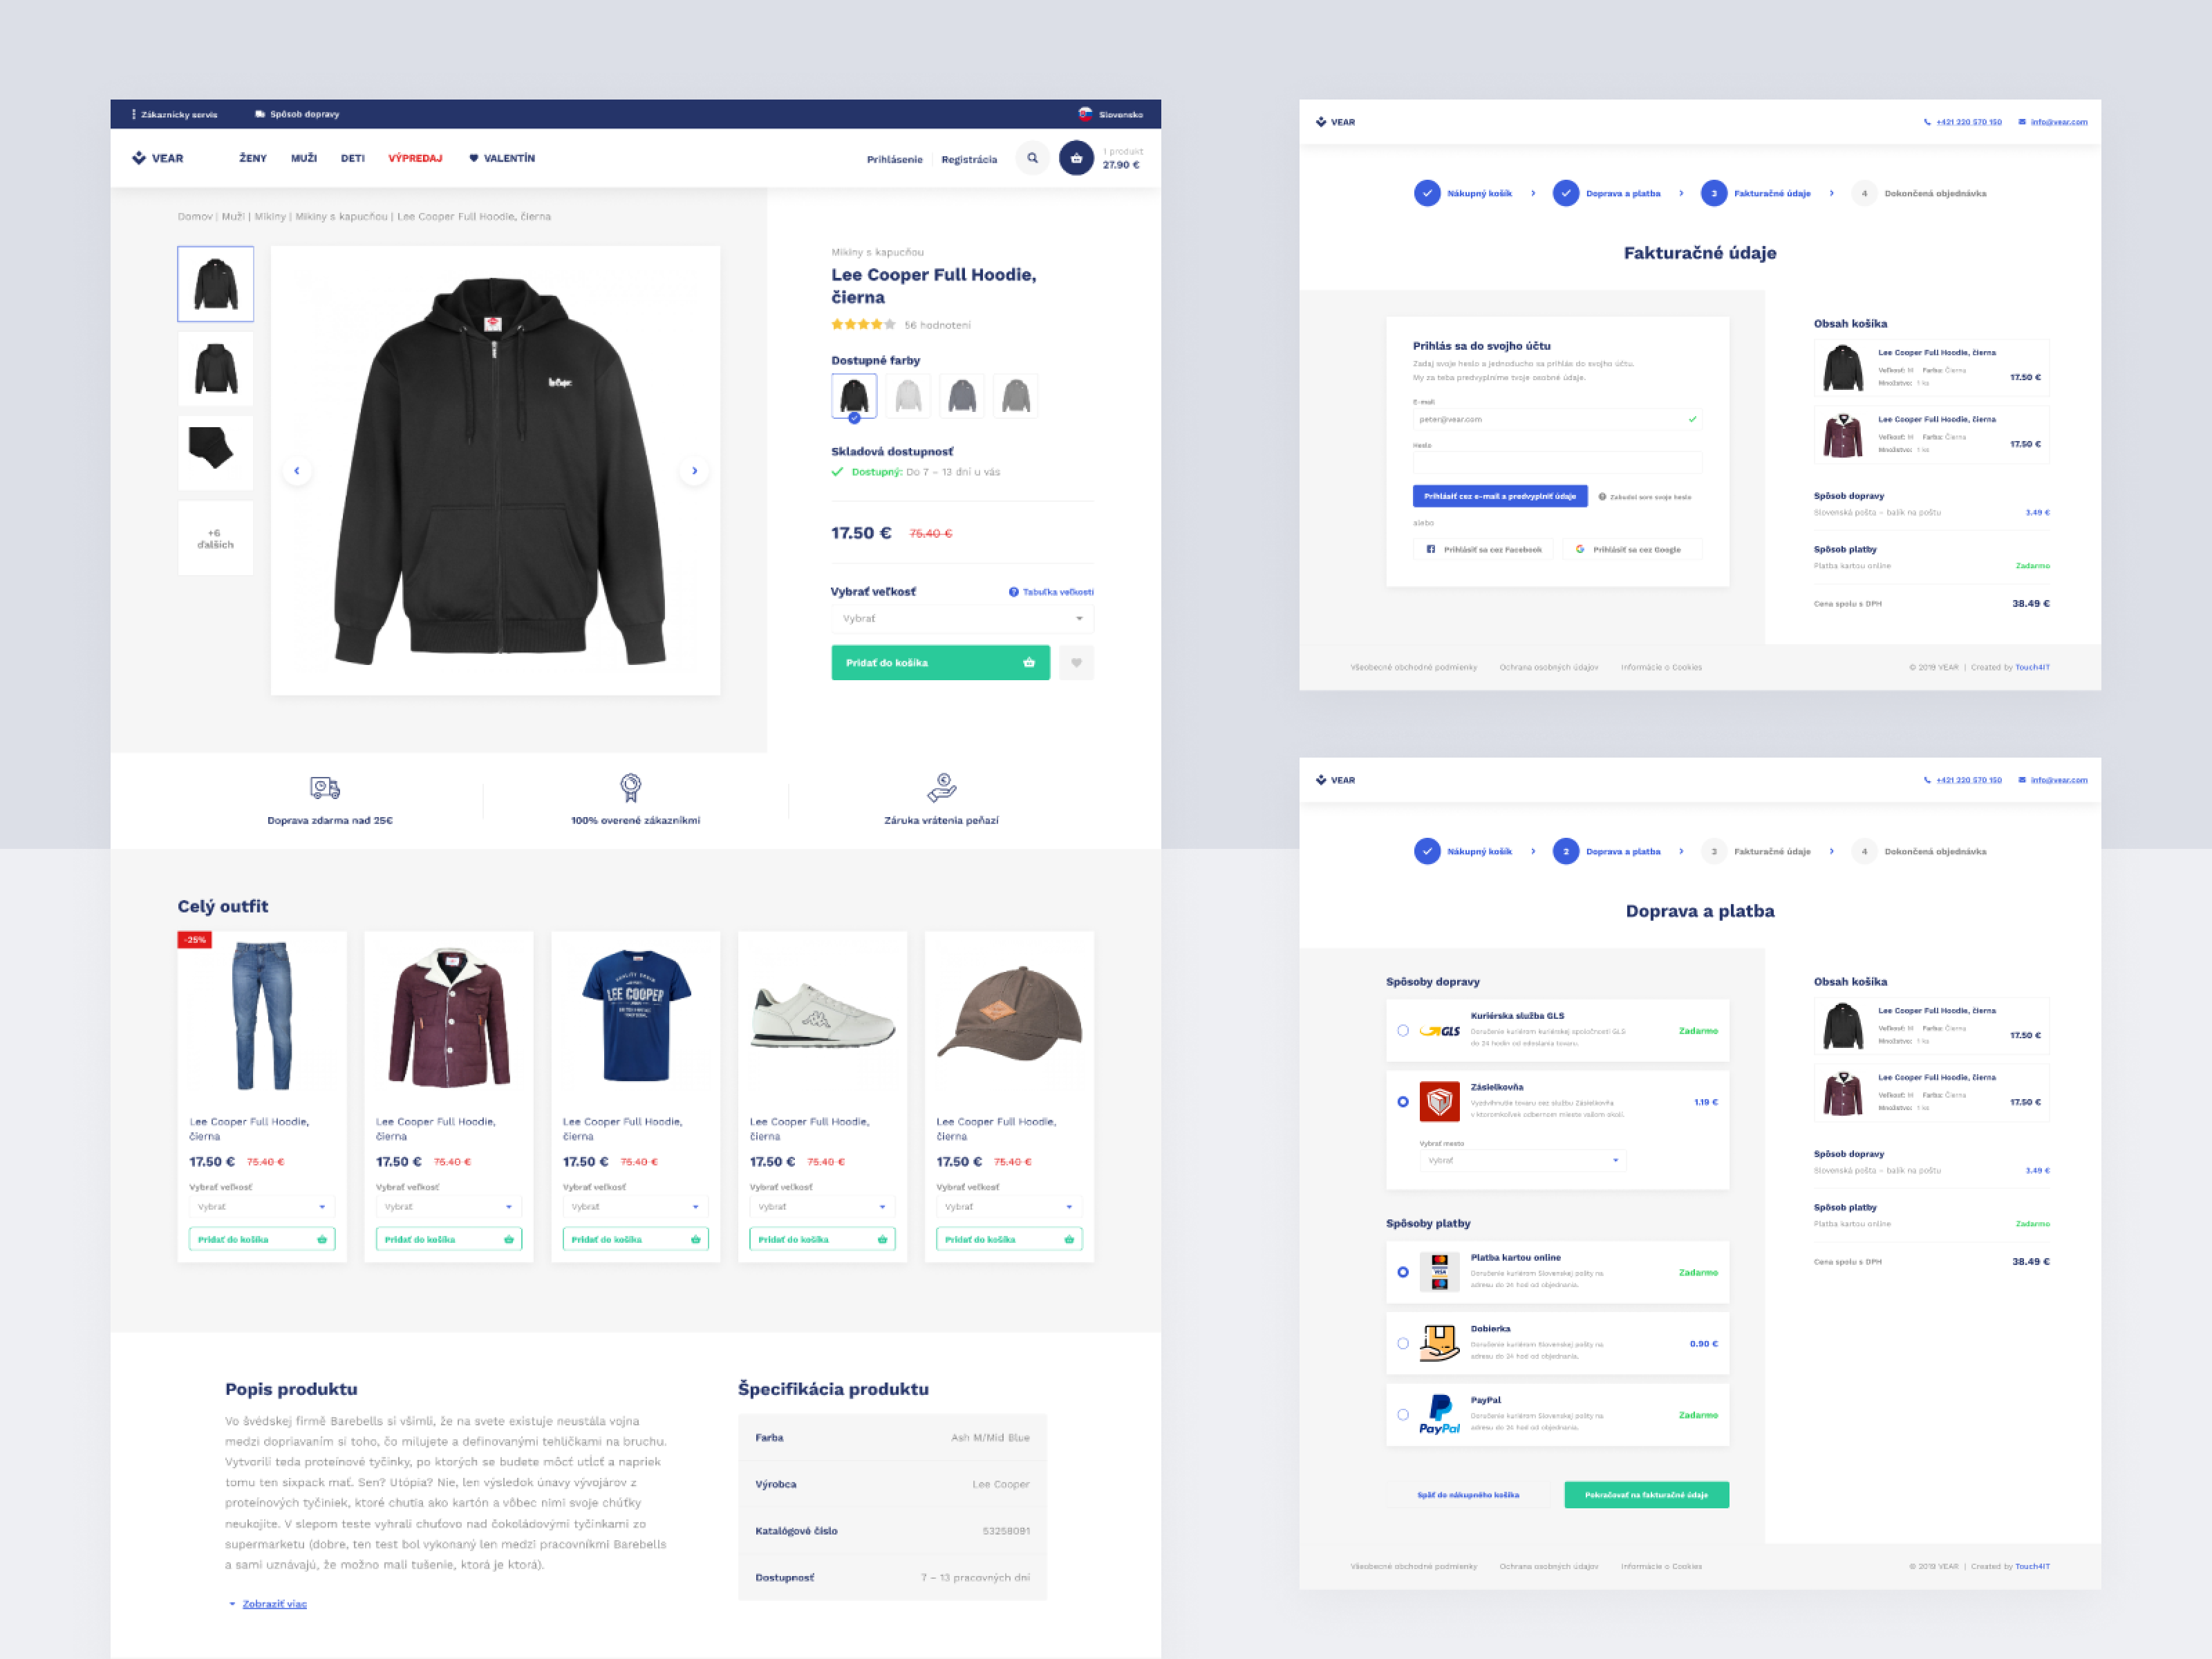 Zákaznícky servis
Spôsob dopravy
Slovensko
VEAR
ŽENY
MUŽI
DETI
VÝPREDAJ
VALENTÍN
Prihlásenie
Registrácia
1 produkt
27.90 €
Domov | Muži | Mikiny | Mikiny s kapucňou | Lee Cooper Full Hoodie, čierna
+6
ďalších
Mikiny s kapucňou
Lee Cooper Full Hoodie,
čierna
56 hodnotení
Dostupné farby
Skladová dostupnosť
Dostupný: Do 7 – 13 dní u vás
17.50 €
75.40 €
Vybrať veľkosť
Tabuľka veľkostí
Vybrať
Pridať do košíka
Doprava zdarma nad 25€
100% overené zákazníkmi
Záruka vrátenia peňazí
Celý outfit
-25%
LEE COOPER
Lee Cooper Full Hoodie,
čierna
17.50 €
75.40 €
Vybrať veľkosť
Vybrať
Pridať do košíka
Lee Cooper Full Hoodie,
čierna
17.50 €
75.40 €
Vybrať veľkosť
Vybrať
Pridať do košíka
Lee Cooper Full Hoodie,
čierna
17.50 €
75.40 €
Vybrať veľkosť
Vybrať
Pridať do košíka
Lee Cooper Full Hoodie,
čierna
17.50 €
75.40 €
Vybrať veľkosť
Vybrať
Pridať do košíka
Lee Cooper Full Hoodie,
čierna
17.50 €
75.40 €
Vybrať veľkosť
Vybrať
Pridať do košíka
Popis produktu
Vo švédskej firmě Barebells si všimli, že na svete existuje neustála vojna
medzi dopriavaním si toho, čo milujete a definovanými tehličkami na bruchu.
Vytvorili teda proteínové tyčinky, po ktorých se budete môcť utĺcť a napriek
tomu ten sixpack mať. Sen? Utópia? Nie, len výsledok únavy vývojárov z
proteínových tyčiniek, ktoré chutia ako kartón a vôbec nimi svoje chúťky
neukojíte. V slepom teste vyhrali chuťovo nad čokoládovými tyčinkami zo
supermarketu (dobre, ten test bol vykonaný len medzi pracovníkmi Barebells
a sami uznávajú, že možno mali tušenie, ktorá je ktorá).
Zobraziť viac
Špecifikácia produktu
Farba
Ash M/Mid Blue
Výrobca
Lee Cooper
Katalógové číslo
53258091
Dostupnosť
7 – 13 pracovných dní
VEAR
+421 220 570 150
info@vear.com
Nákupný košík
Doprava a platba
3
Fakturačné údaje
4
Dokončená objednávka
Fakturačné údaje
Prihlás sa do svojho účtu
Zadaj svoje heslo a jednoducho sa prihlás do svojho účtu.
My za teba predvyplníme tvoje osobné údaje.
E-mail
peter@vear.com
Heslo
Prihlásiť cez e-mail a predvyplniť údaje
Zabudol som svoje heslo
alebo
Prihlásiť sa cez Facebook
Prihlásiť sa cez Google
Obsah košíka
Lee Cooper Full Hoodie, čierna
Veľkosť: M Farba: Čierna
Množstvo: 1 ks
17.50 €
Lee Cooper Full Hoodie, čierna
Veľkosť: M Farba: Čierna
Množstvo: 1 ks
17.50 €
Spôsob dopravy
Slovenská pošta – balík na poštu
3.49 €
Spôsob platby
Platba kartou online
Zadarmo
Cena spolu s DPH
38.49 €
Všeobecné obchodné podmienky
Ochrana osobných údajov
Informácie o Cookies
© 2019 VEAR | Created by Touch4IT
VEAR
+421 220 570 150
info@vear.com
Nákupný košík
2
Doprava a platba
3
Fakturačné údaje
4
Dokončená objednávka
Doprava a platba
Spôsoby dopravy
GLS
Kuriérska služba GLS
Doručenie kuriérom kuriérskej spoločnosti GLS
do 24 hodín od odoslania tovaru.
Zadarmo
Zásielkovňa
Vyzdvihnutie tovaru cez službu Zásielkovňa
v ktoromkoľvek odbernom mieste vašom okolí.
1.19 €
Vybrať mesto
Vybrať
Spôsoby platby
VISA
Platba kartou online
Doručenie kuriérom Slovenskej pošty na
adresu do 24 hod od objednania.
Zadarmo
Dobierka
Doručenie kuriérom Slovenskej pošty na
adresu do 24 hod od objednania.
0.90 €
PayPal
PayPal
Doručenie kuriérom Slovenskej pošty na
adresu do 24 hod od objednania.
Zadarmo
Späť do nákupného košíka
Pokračovať na fakturačné údaje
Obsah košíka
Lee Cooper Full Hoodie, čierna
Veľkosť: M Farba: Čierna
Množstvo: 1 ks
17.50 €
Lee Cooper Full Hoodie, čierna
Veľkosť: M Farba: Čierna
Množstvo: 1 ks
17.50 €
Spôsob dopravy
Slovenská pošta – balík na poštu
3.49 €
Spôsob platby
Platba kartou online
Zadarmo
Cena spolu s DPH
38.49 €
Všeobecné obchodné podmienky
Ochrana osobných údajov
Informácie o Cookies
© 2019 VEAR | Created by Touch4IT